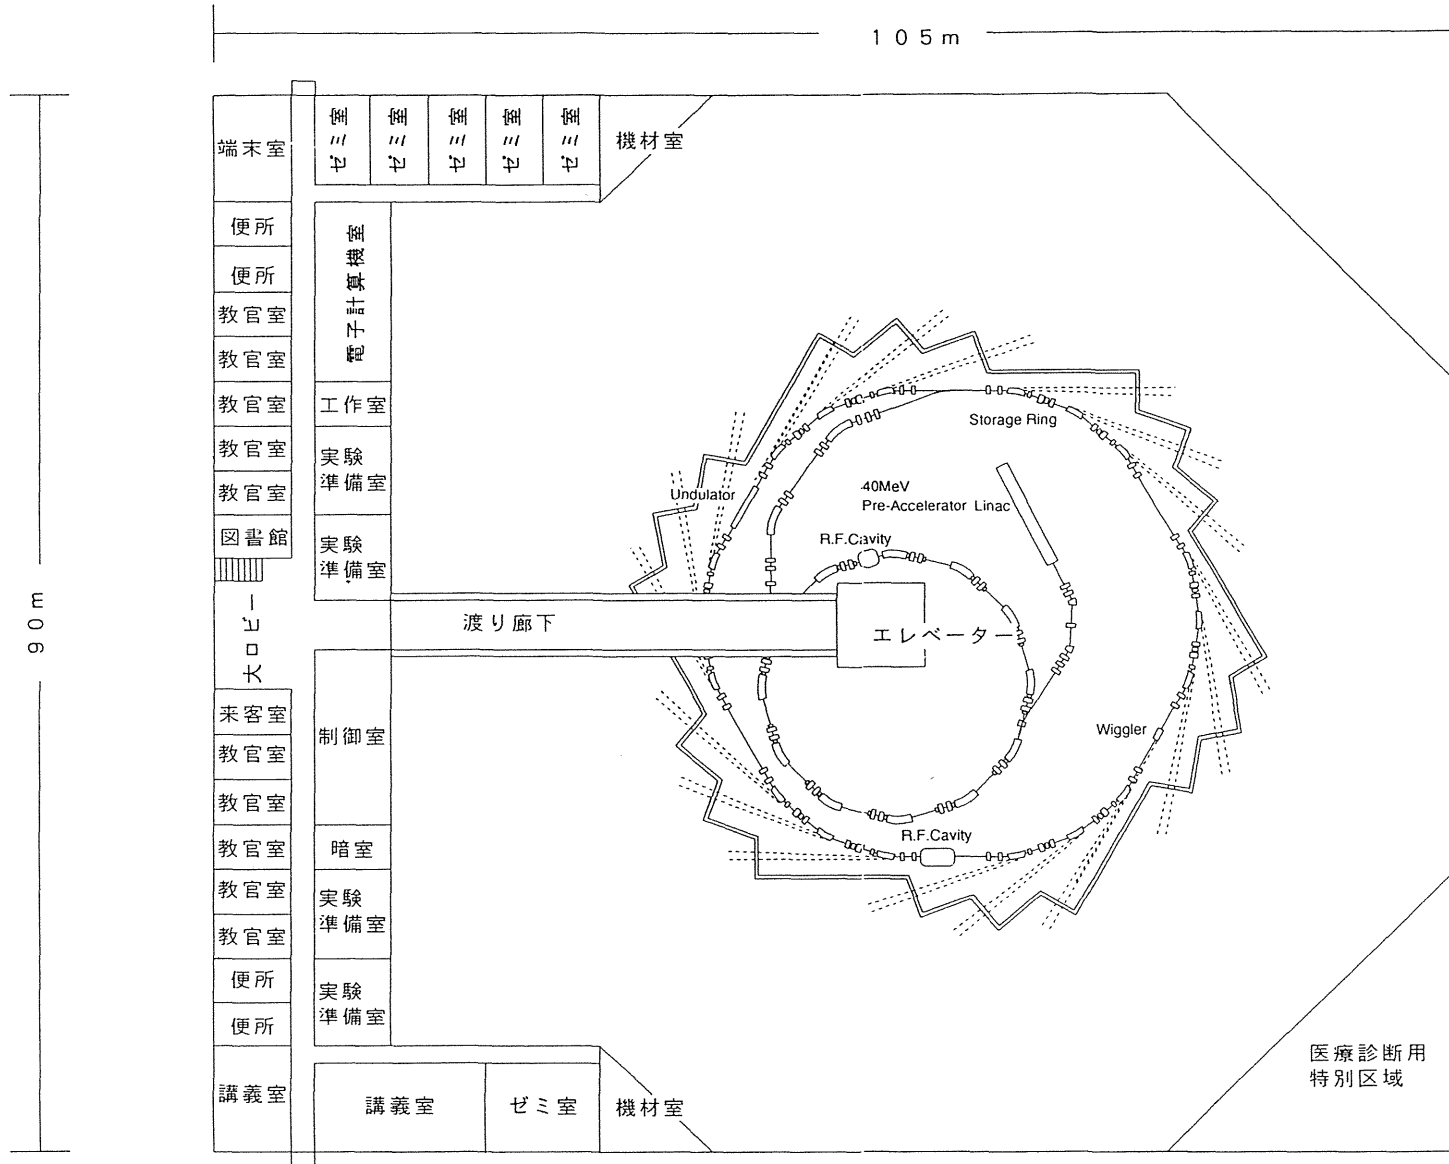 105m
90m
端末室
ゼミ室
ゼミ室
ゼミ室
ゼミ室
ゼミ室
機材室
便所
便所
電子計算機室
教官室
教官室
教官室
工作室
教官室
実験
準備室
教官室
図書館
実験
準備室
大ロビー
渡り廊下
エレベーター
Storage Ring
Undulator
40MeV
Pre-Accelerator Linac
R.F.Cavity
Wiggler
R.F.Cavity
来客室
制御室
教官室
教官室
教官室
暗室
教官室
実験
準備室
教官室
便所
実験
準備室
便所
講義室
講義室
ゼミ室
機材室
医療診断用
特別区域